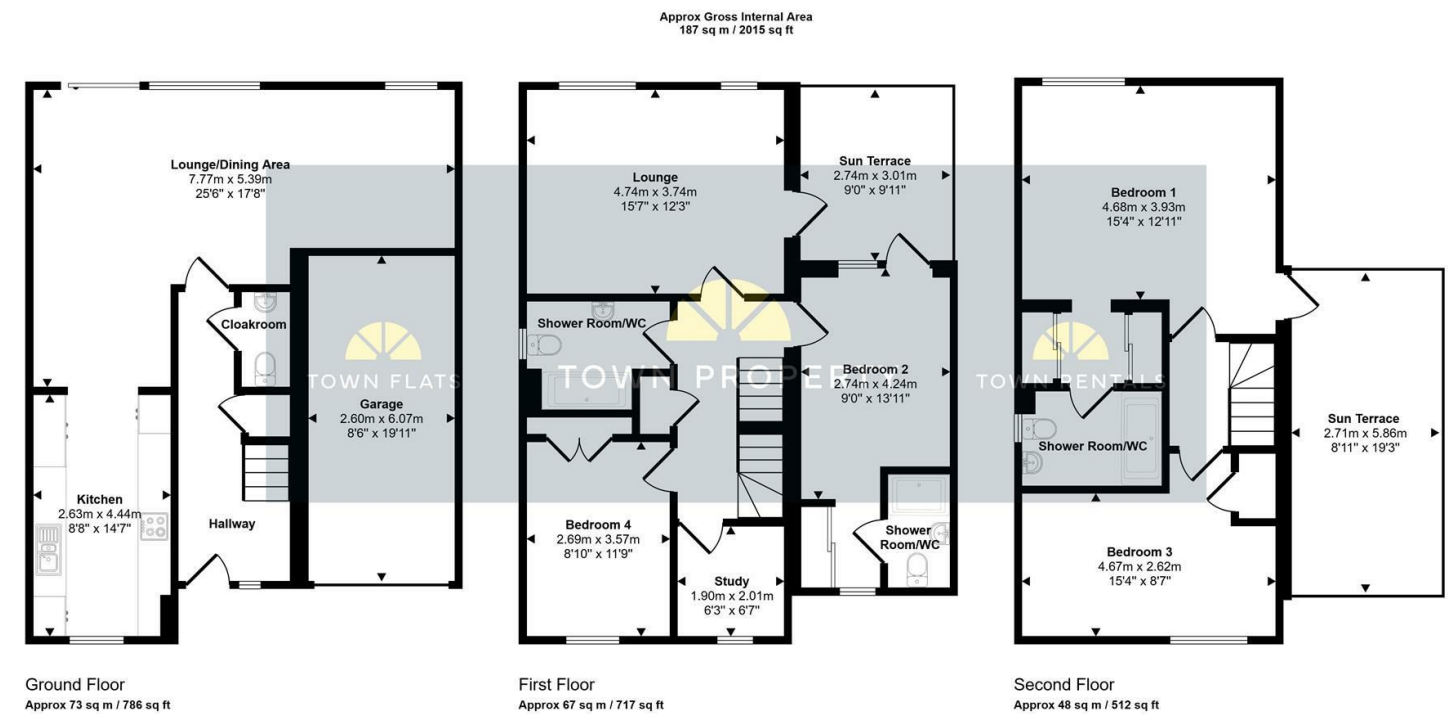 Approx Gross Internal Area
187 sq m / 2015 sq ft
Lounge/Dining Area
7.77m x 5.39m
25'6" x 17'8"
Cloakroom
Garage
2.60m x 6.07m
8'6" x 19'11"
Kitchen
2.63m x 4.44m
8'8" x 14'7"
Hallway
TOWN FLATS
Ground Floor
Approx 73 sq m / 786 sq ft
Lounge
4.74m x 3.74m
15'7" x 12'3"
Sun Terrace
2.74m x 3.01m
9'0" x 9'11"
Shower Room/WC
TOWN PROPERTY
Bedroom 2
2.74m x 4.24m
9'0" x 13'11"
Bedroom 4
2.69m x 3.57m
8'10" x 11'9"
Study
1.90m x 2.01m
6'3" x 6'7"
Shower
Room/WC
First Floor
Approx 67 sq m / 717 sq ft
Bedroom 1
4.68m x 3.93m
15'4" x 12'11"
TOWN RENTALS
Shower Room/WC
Sun Terrace
2.71m x 5.86m
8'11" x 19'3"
Bedroom 3
4.67m x 2.62m
15'4" x 8'7"
Second Floor
Approx 48 sq m / 512 sq ft